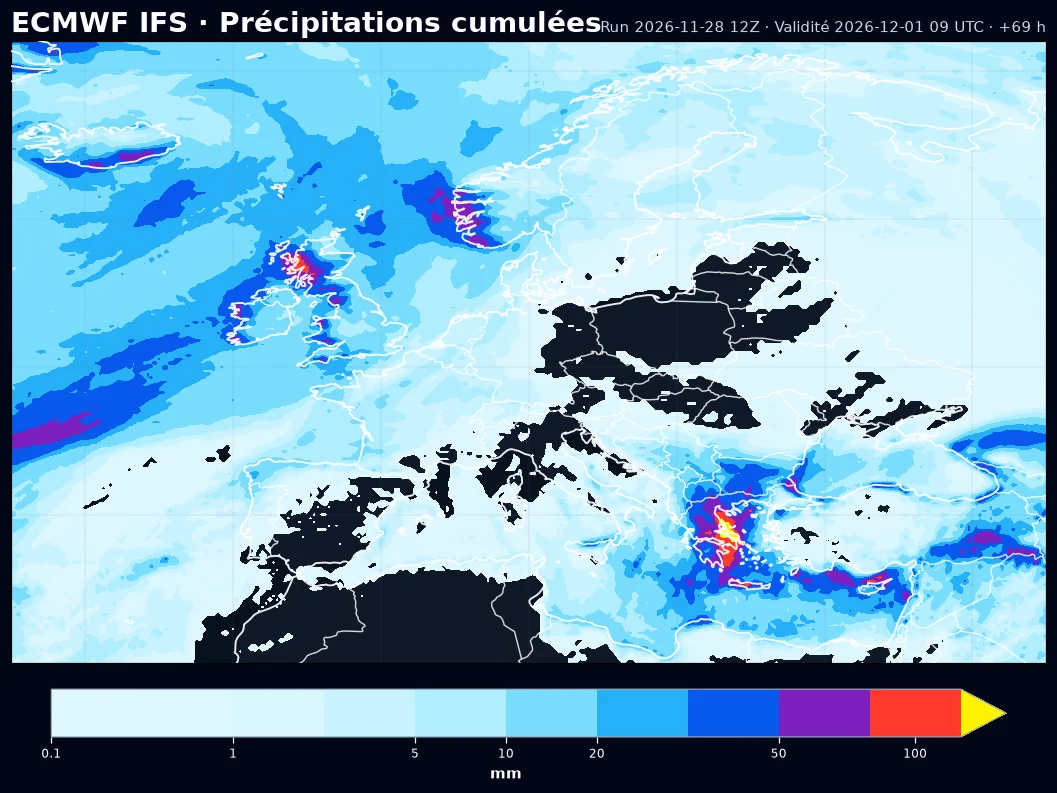 ECMWF IFS · Précipitations cumulées
Run 2026-11-28 12Z · Validité 2026-12-01 09 UTC · +69 h
0.1 1 5 10 20 50 100
mm